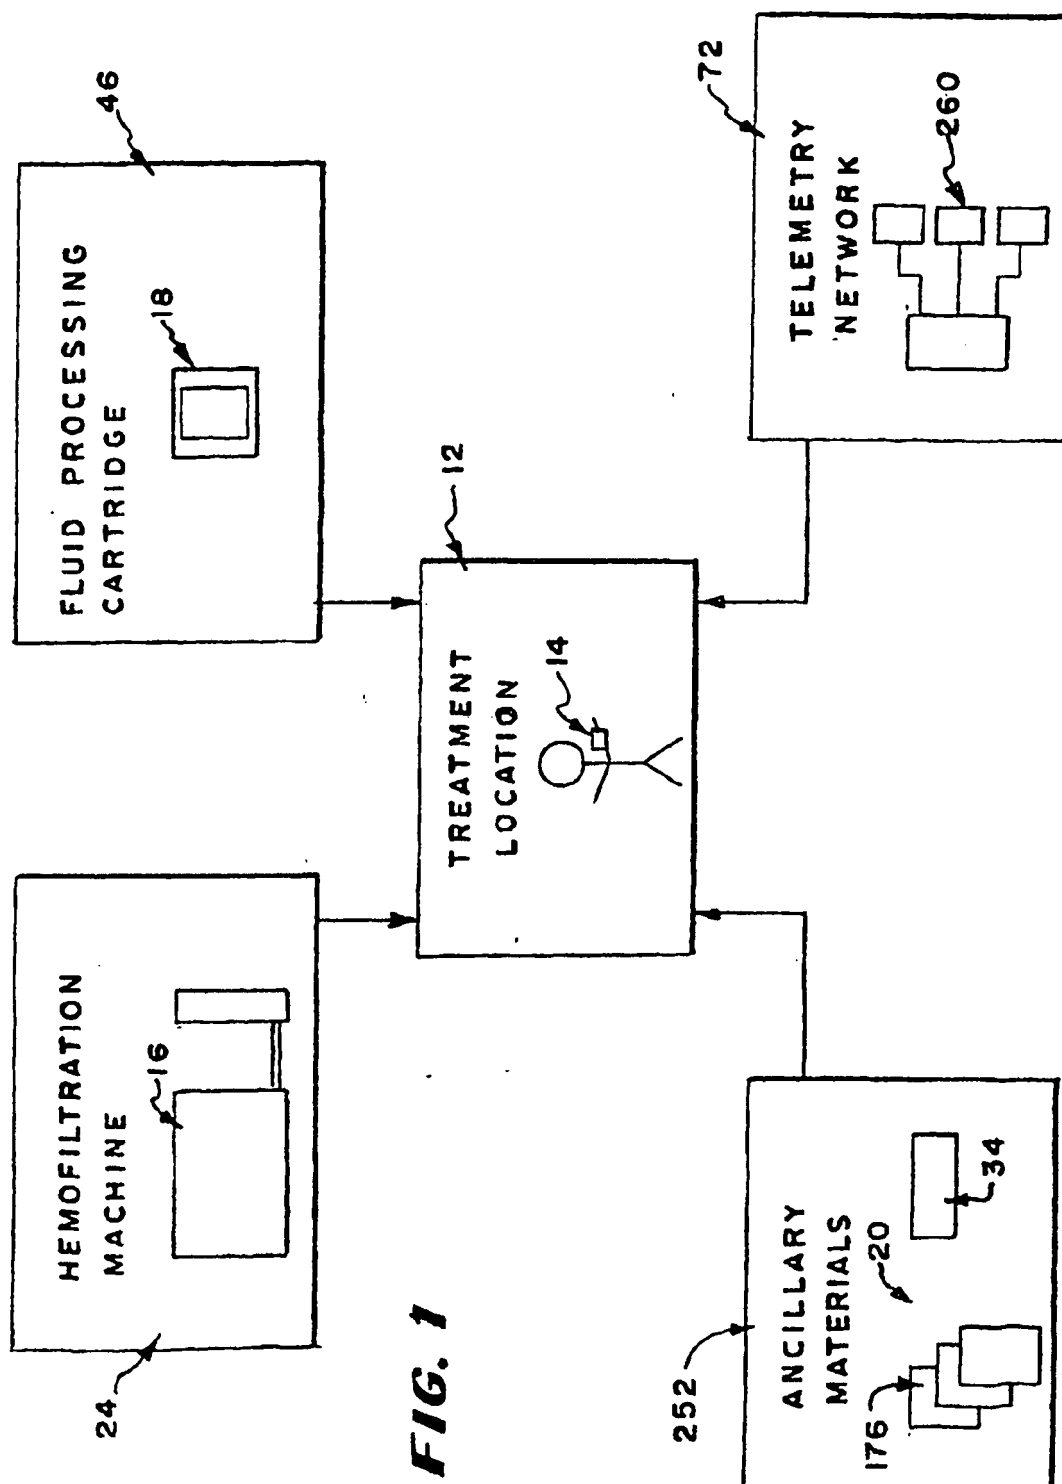 24
HEMOFILTRATION
MACHINE
16
FLUID PROCESSING
CARTRIDGE
18
46
TREATMENT
LOCATION
14
12
252
ANCILLARY
MATERIALS
176
20
34
TELEMETRY
NETWORK
260
72
FIG. 1